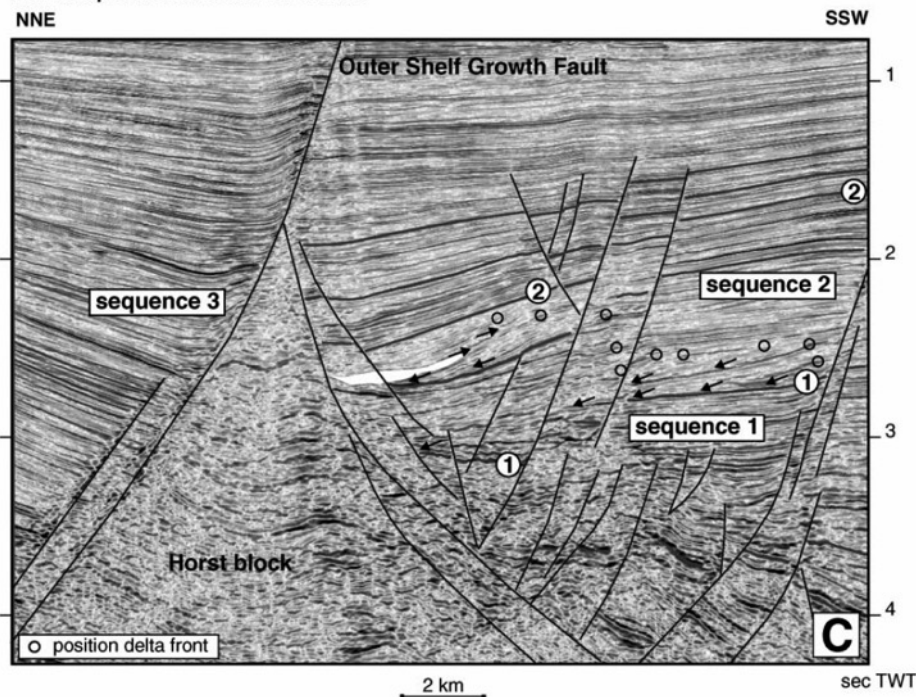 NNE
SSW
Outer Shelf Growth Fault
1
2
2
sequence 3
sequence 2
2
1
sequence 1
3
1
Horst block
4
C
position delta front
sec TWT
2 km